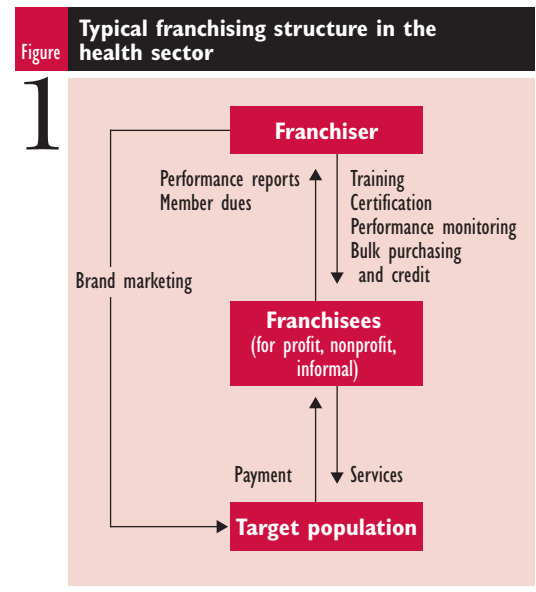 Figure
1
Typical franchising structure in the
health sector
Franchiser
Performance reports
Member dues
Training
Certification
Performance monitoring
Bulk purchasing
and credit
Brand marketing
Franchisees
(for profit, nonprofit,
informal)
Payment
Services
Target population